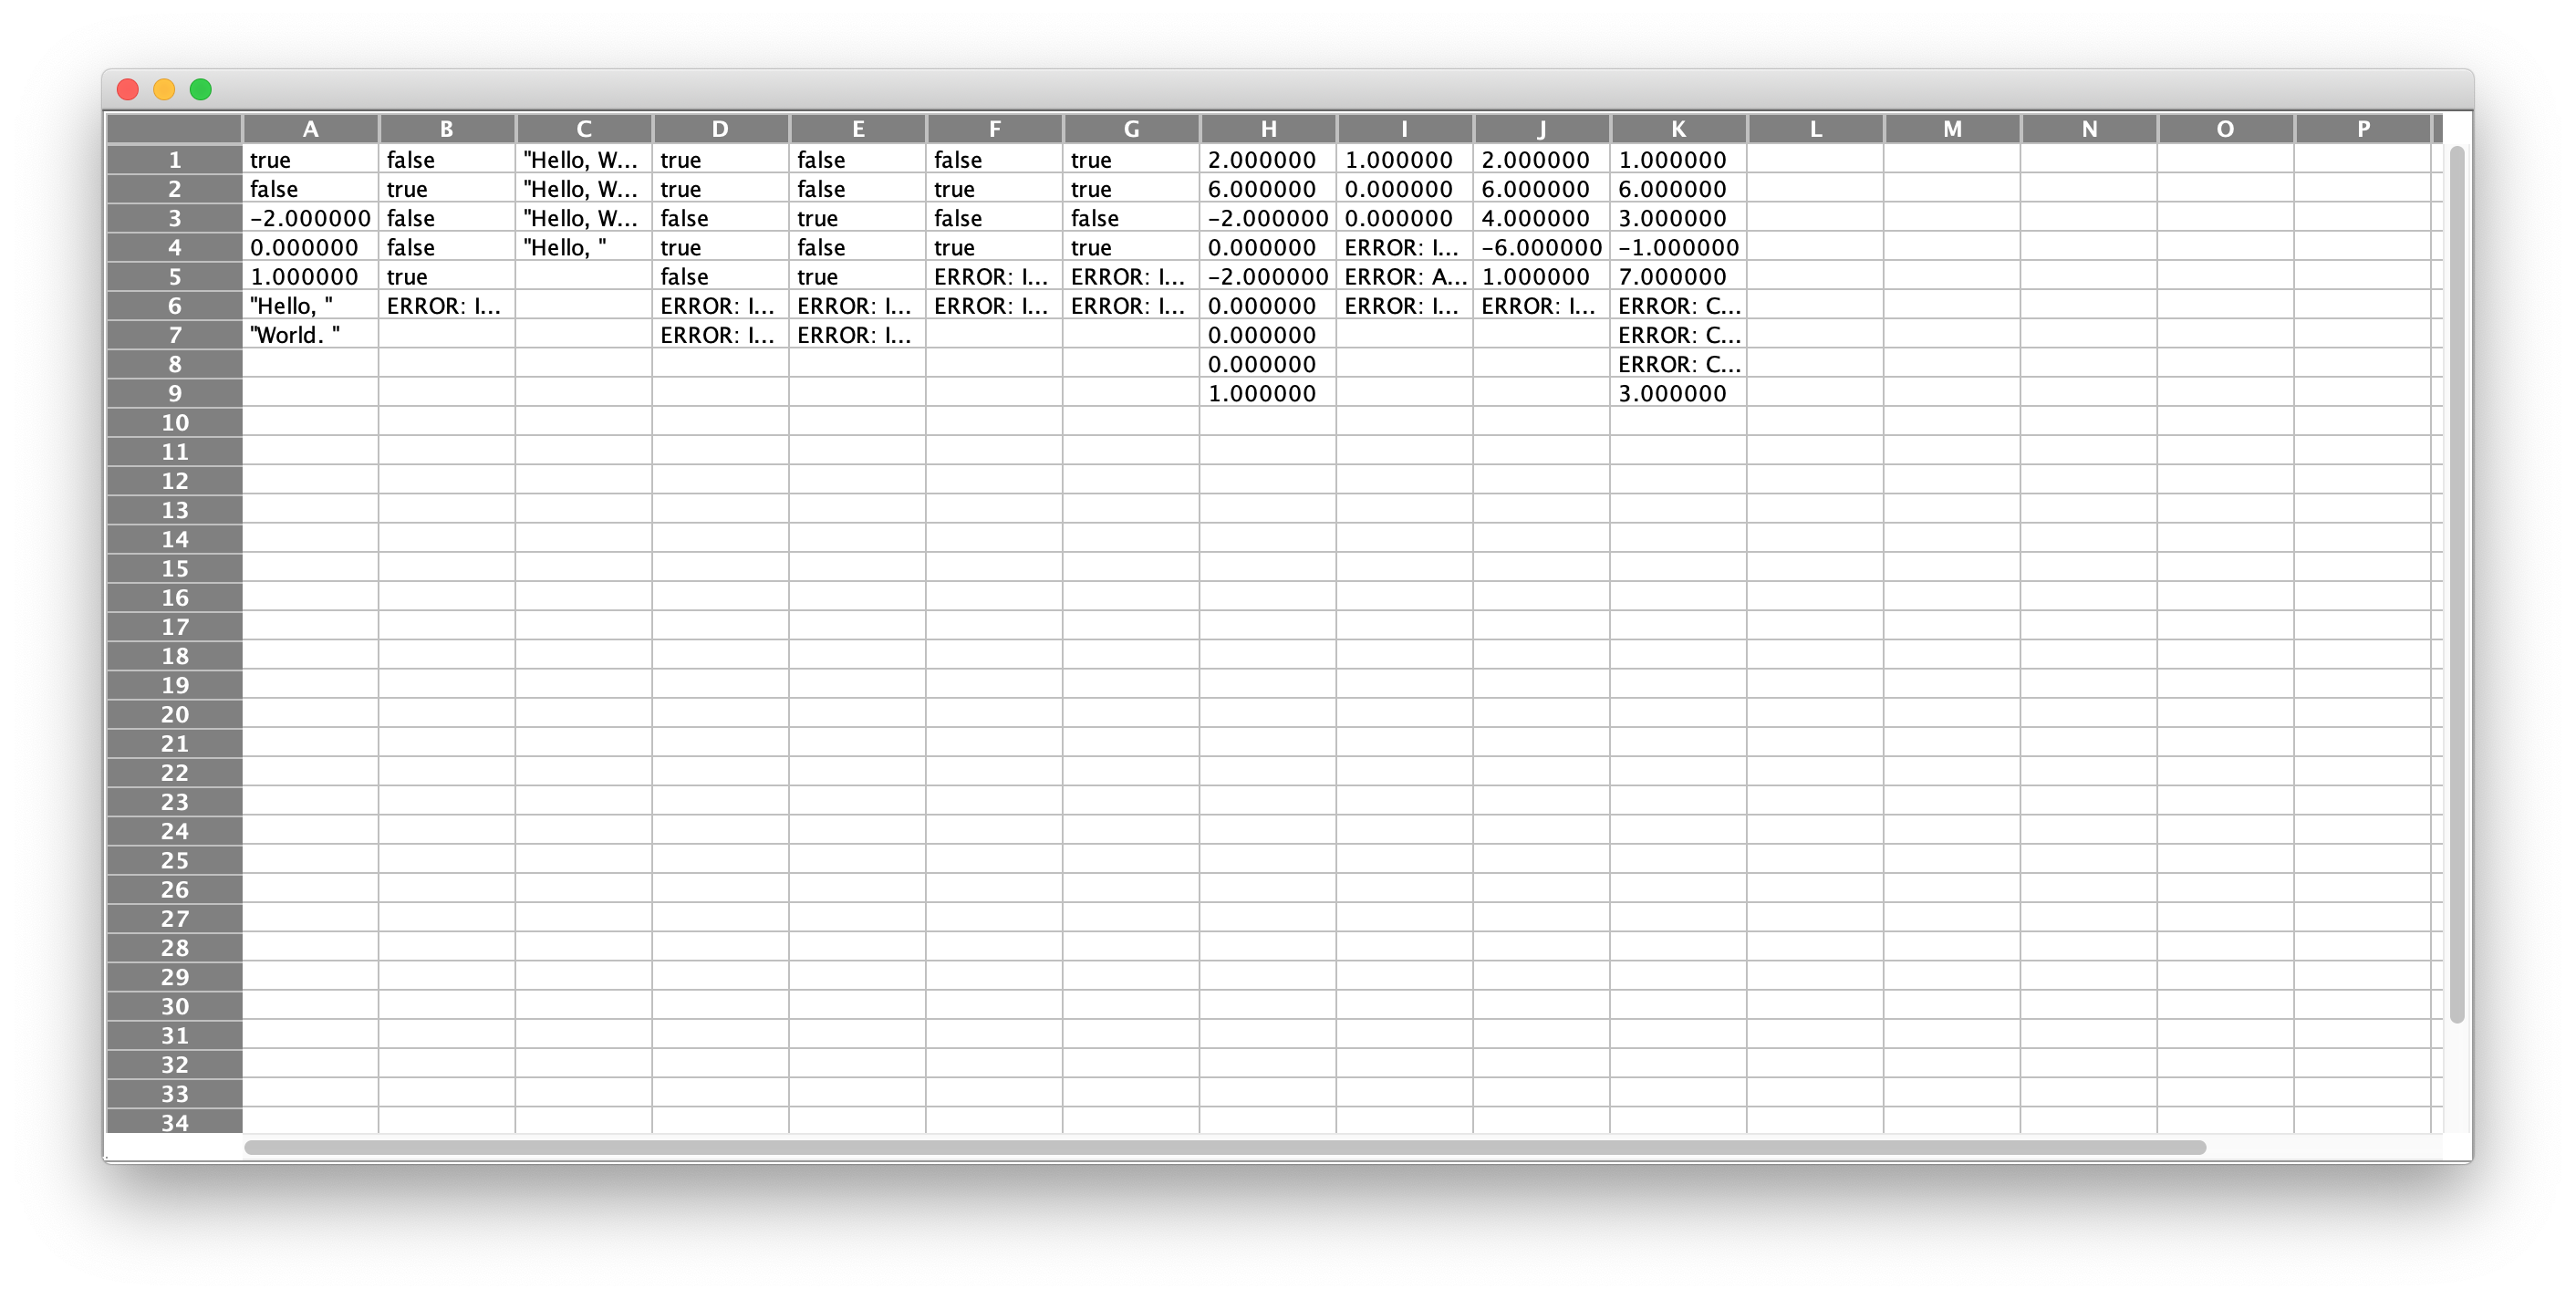 A B C D E F G H I J K L M N O P
1 true false "Hello, W... true false false true 2.000000 1.000000 2.000000 1.000000
2 false true "Hello, W... true false true true 6.000000 0.000000 6.000000 6.000000
3 -2.000000 false "Hello, W... false true false false -2.000000 0.000000 4.000000 3.000000
4 0.000000 false "Hello, " true false true true 0.000000 ERROR: I... -6.000000 -1.000000
5 1.000000 true false true ERROR: I... ERROR: I... -2.000000 ERROR: A... 1.000000 7.000000
6 "Hello, " ERROR: I... ERROR: I... ERROR: I... ERROR: I... ERROR: I... 0.000000 ERROR: I... ERROR: I... ERROR: C...
7 "World. " ERROR: I... ERROR: I... 0.000000 ERROR: C...
8 0.000000 ERROR: C...
9 1.000000 3.000000
10
11
12
13
14
15
16
17
18
19
20
21
22
23
24
25
26
27
28
29
30
31
32
33
34